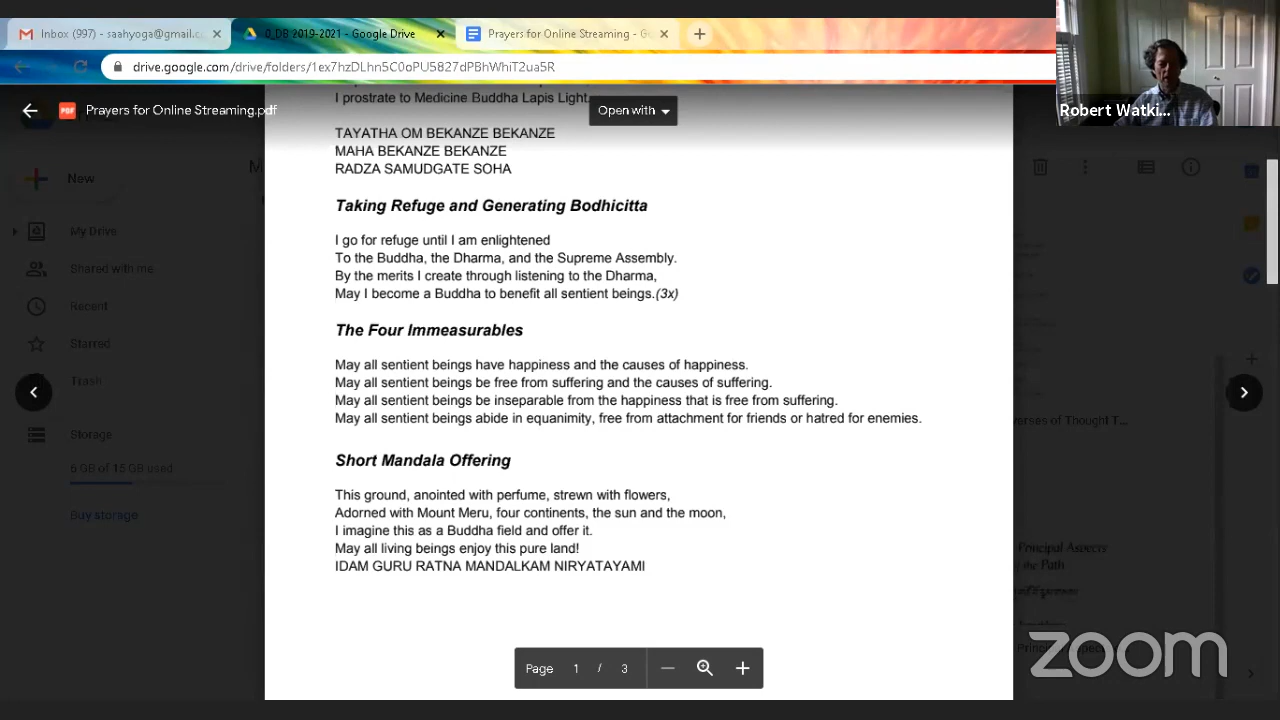 Inbox (997) - saahyoga@gmail.c
0_DB 2019-2021 - Google Drive
Prayers for Online Streaming - G
Prayers for Online Streaming.pdf
Open with
Robert Watki...
I prostrate to Medicine Buddha Lapis Light.
TAYATHA OM BEKANZE BEKANZE
MAHA BEKANZE BEKANZE
RADZA SAMUDGATE SOHA
Taking Refuge and Generating Bodhicitta
I go for refuge until I am enlightened
To the Buddha, the Dharma, and the Supreme Assembly.
By the merits I create through listening to the Dharma,
May I become a Buddha to benefit all sentient beings.(3x)
The Four Immeasurables
May all sentient beings have happiness and the causes of happiness.
May all sentient beings be free from suffering and the causes of suffering.
May all sentient beings be inseparable from the happiness that is free from suffering.
May all sentient beings abide in equanimity, free from attachment for friends or hatred for enemies.
Short Mandala Offering
This ground, anointed with perfume, strewn with flowers,
Adorned with Mount Meru, four continents, the sun and the moon,
I imagine this as a Buddha field and offer it.
May all living beings enjoy this pure land!
IDAM GURU RATNA MANDALKAM NIRYATAYAMI
New
My Drive
Shared with me
Recent
Starred
Trash
Storage
6 GB of 15 GB used
Buy storage
erses of Thought T...
Principal Aspects
of the Path
Page 1 / 3
zoom